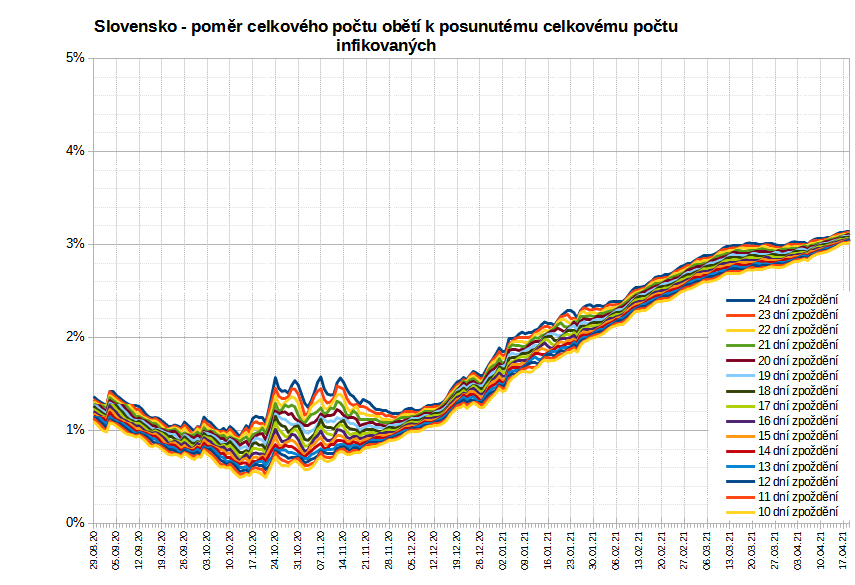 Slovensko - poměr celkového počtu obětí k posunutému celkovému počtu
infikovaných
5%
4%
3%
2%
1%
0%
24 dní zpoždění
23 dní zpoždění
22 dní zpoždění
21 dní zpoždění
20 dní zpoždění
19 dní zpoždění
18 dní zpoždění
17 dní zpoždění
16 dní zpoždění
15 dní zpoždění
14 dní zpoždění
13 dní zpoždění
12 dní zpoždění
11 dní zpoždění
10 dní zpoždění
29.08.20
05.09.20
12.09.20
19.09.20
26.09.20
03.10.20
10.10.20
17.10.20
24.10.20
31.10.20
07.11.20
14.11.20
21.11.20
28.11.20
05.12.20
12.12.20
19.12.20
26.12.20
02.01.21
09.01.21
16.01.21
23.01.21
30.01.21
06.02.21
13.02.21
20.02.21
27.02.21
06.03.21
13.03.21
20.03.21
27.03.21
03.04.21
10.04.21
17.04.21